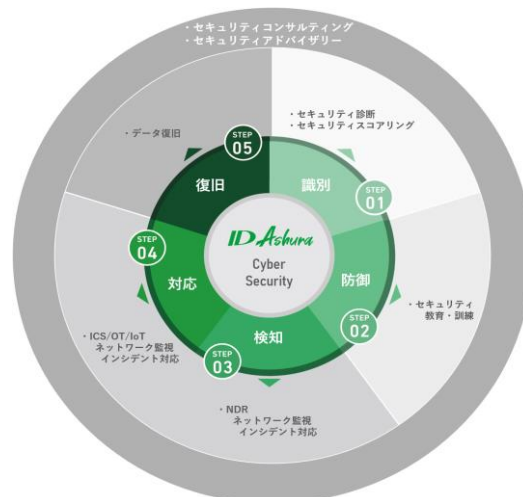 ・セキュリティコンサルティング
・セキュリティアドバイザリー
・セキュリティ診断
・セキュリティスコアリング
STEP
01
識別
・セキュリティ
教育・訓練
STEP
02
防御
・NDR
ネットワーク監視
インシデント対応
STEP
03
検知
・ICS/OT/IoT
ネットワーク監視
インシデント対応
STEP
04
対応
・データ復旧
STEP
05
復旧
ID Ashura
Cyber
Security